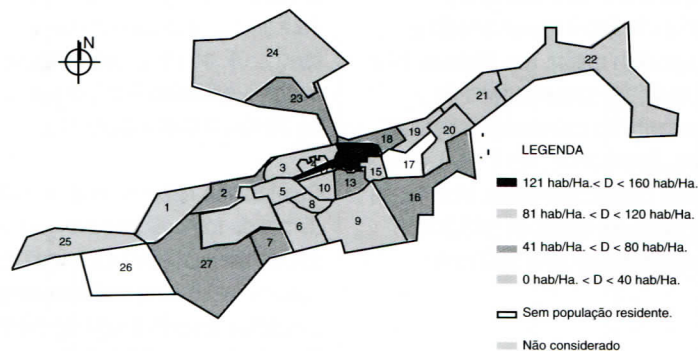 N
24
22
23
21
18
19
20
3
17
15
2
5
10
13
1
8
16
6
9
25
7
26
27
LEGENDA
121 hab/Ha.< D < 160 hab/Ha.
81 hab/Ha. < D < 120 hab/Ha.
41 hab/Ha. < D < 80 hab/Ha.
0 hab/Ha. < D < 40 hab/Ha.
Sem população residente.
Não considerado